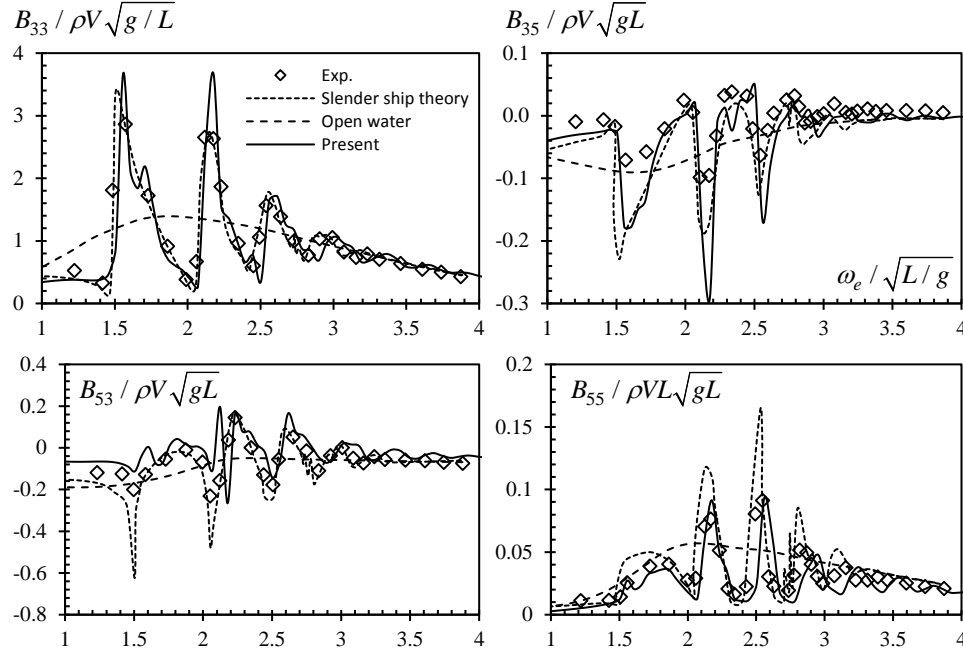 B33 / ρV√g / L
B35 / ρV√gL
4
3
2
1
0
1 1.5 2 2.5 3 3.5 4
Exp.
Slender ship theory
Open water
Present
0.1
0.0
-0.1
-0.2
-0.3
1 1.5 2 2.5 3 3.5 4
ωe / √L / g
B53 / ρV√gL
0.4
0.2
0
-0.2
-0.4
-0.6
-0.8
1 1.5 2 2.5 3 3.5 4
B55 / ρVL√gL
0.2
0.15
0.1
0.05
0
1 1.5 2 2.5 3 3.5 4